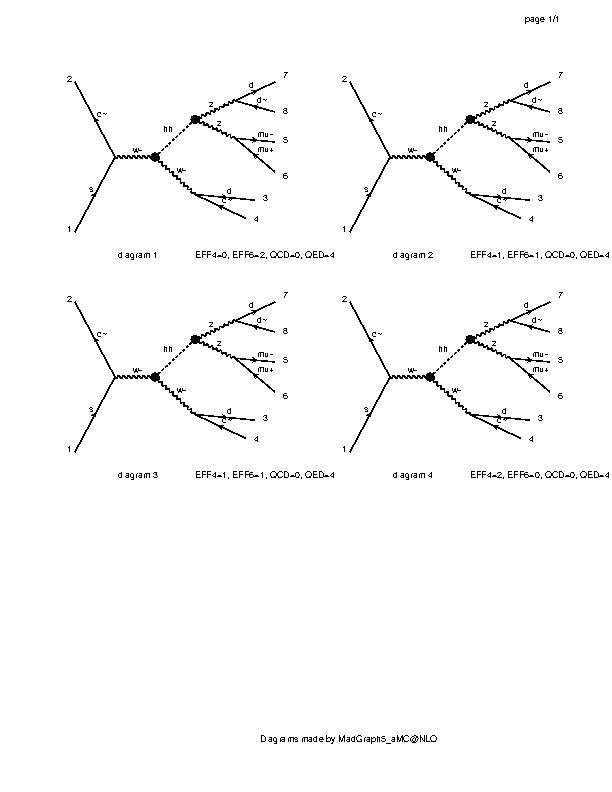 page 1/1
2 7
d
c~ z d~ 8
hh z mu- 5
mu+
w- 6
w-
s d 3
c~ 4
1
diagram 1 EFF4=0, EFF6=2, QCD=0, QED=4
2 7
d
c~ z d~ 8
hh z mu- 5
mu+
w- 6
w-
s d 3
c~ 4
1
diagram 2 EFF4=1, EFF6=1, QCD=0, QED=4
2 7
d
c~ z d~ 8
hh z mu- 5
mu+
w- 6
w-
s d 3
c~ 4
1
diagram 3 EFF4=1, EFF6=1, QCD=0, QED=4
2 7
d
c~ z d~ 8
hh z mu- 5
mu+
w- 6
w-
s d 3
c~ 4
1
diagram 4 EFF4=2, EFF6=0, QCD=0, QED=4
Diagrams made by MadGraph5_aMC@NLO